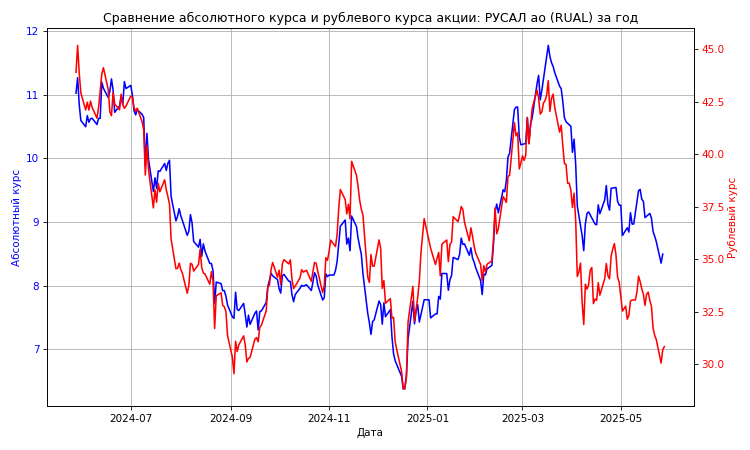 Сравнение абсолютного курса и рублевого курса акции: РУСАЛ ао (RUAL) за год
12
11
10
9
8
7
Абсолютный курс
45.0
42.5
40.0
37.5
35.0
32.5
30.0
Рублевый курс
2024-07 2024-09 2024-11 2025-01 2025-03 2025-05
Дата